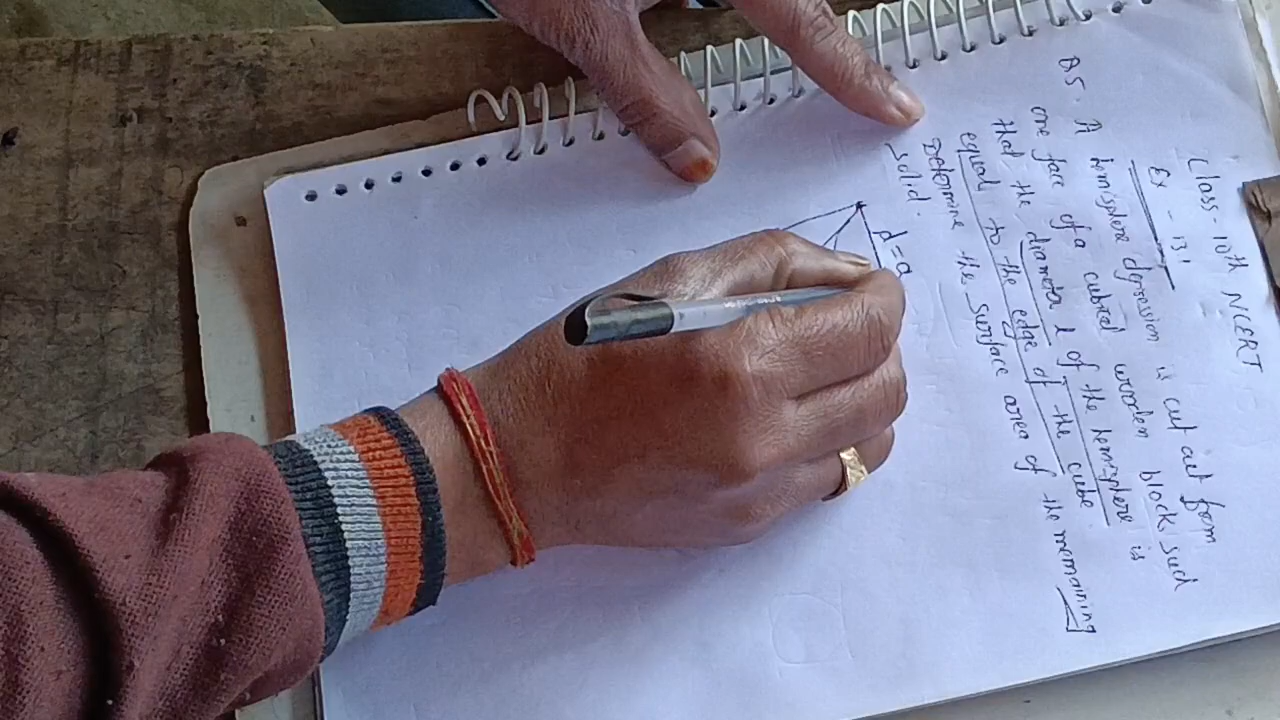 Class - 10th NCERT
Ex - 13.1
Q5. A hemisphere depression is cut out form
one face of a cubical wooden block such
that the diameter l of the hemisphere is
equal to the edge of the cube.
Determine the surface area of the remaining
solid.
d=a